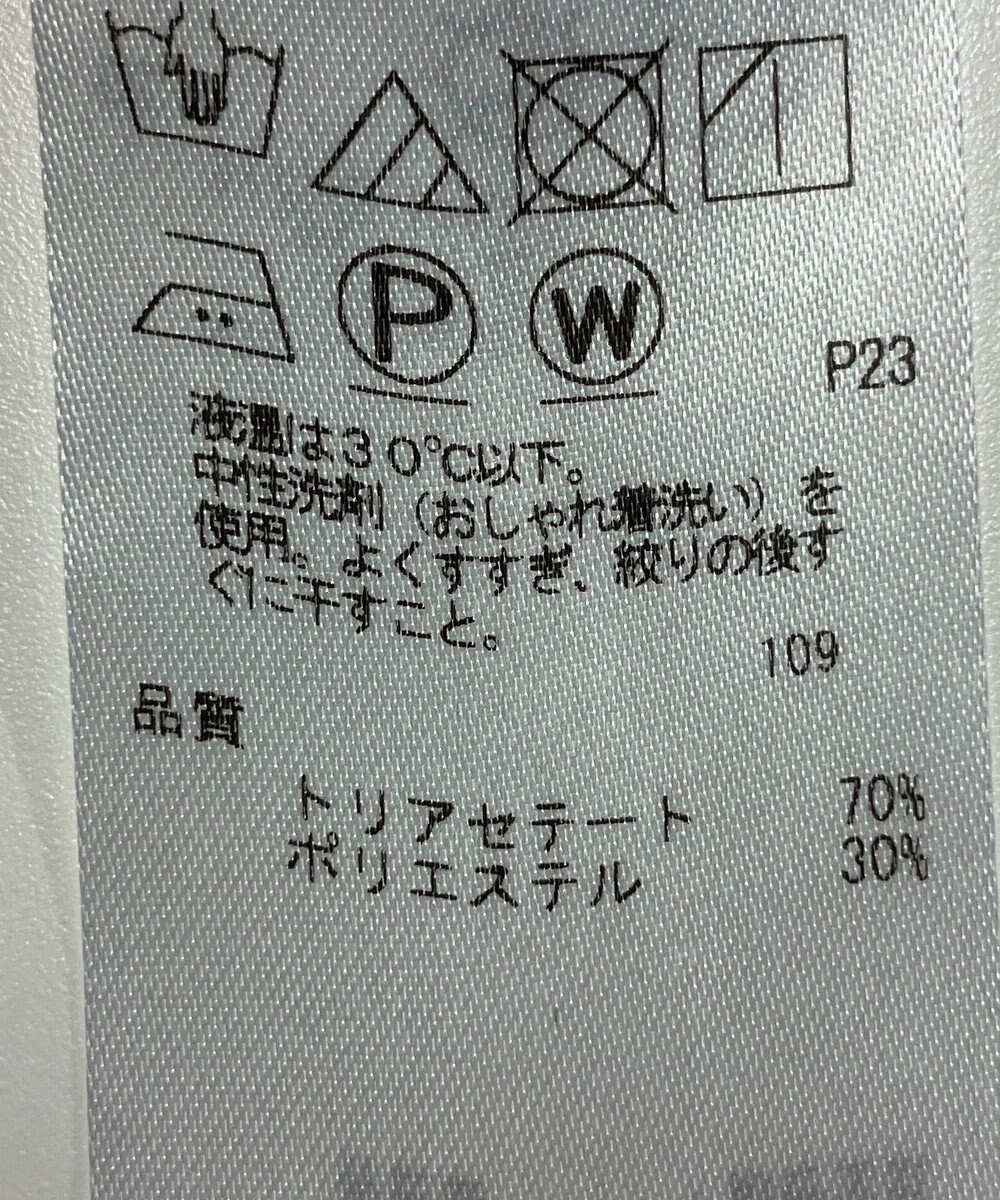 P W
P23
液温は30℃以下。
中性洗剤（おしゃれ着洗い）を
使用。よくすすぎ、絞りの後す
ぐに干すこと。
109
品質
トリアセテート 70%
ポリエステル 30%